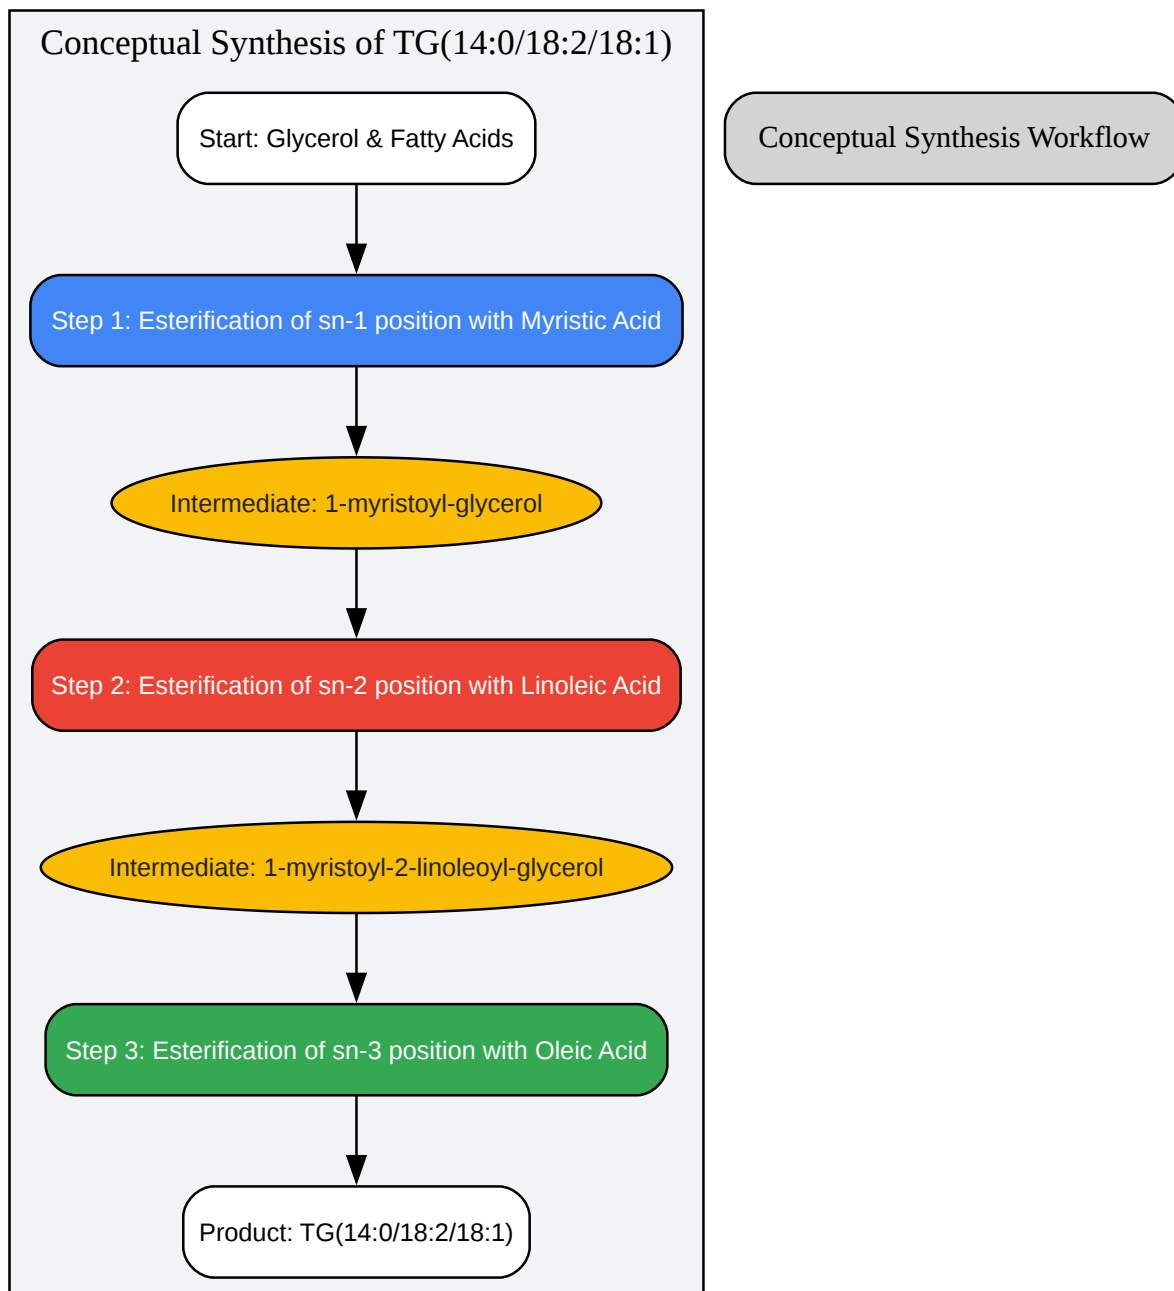 Conceptual Synthesis of TG(14:0/18:2/18:1)
Start: Glycerol & Fatty Acids
Conceptual Synthesis Workflow
Step 1: Esterification of sn-1 position with Myristic Acid
Intermediate: 1-myristoyl-glycerol
Step 2: Esterification of sn-2 position with Linoleic Acid
Intermediate: 1-myristoyl-2-linoleoyl-glycerol
Step 3: Esterification of sn-3 position with Oleic Acid
Product: TG(14:0/18:2/18:1)